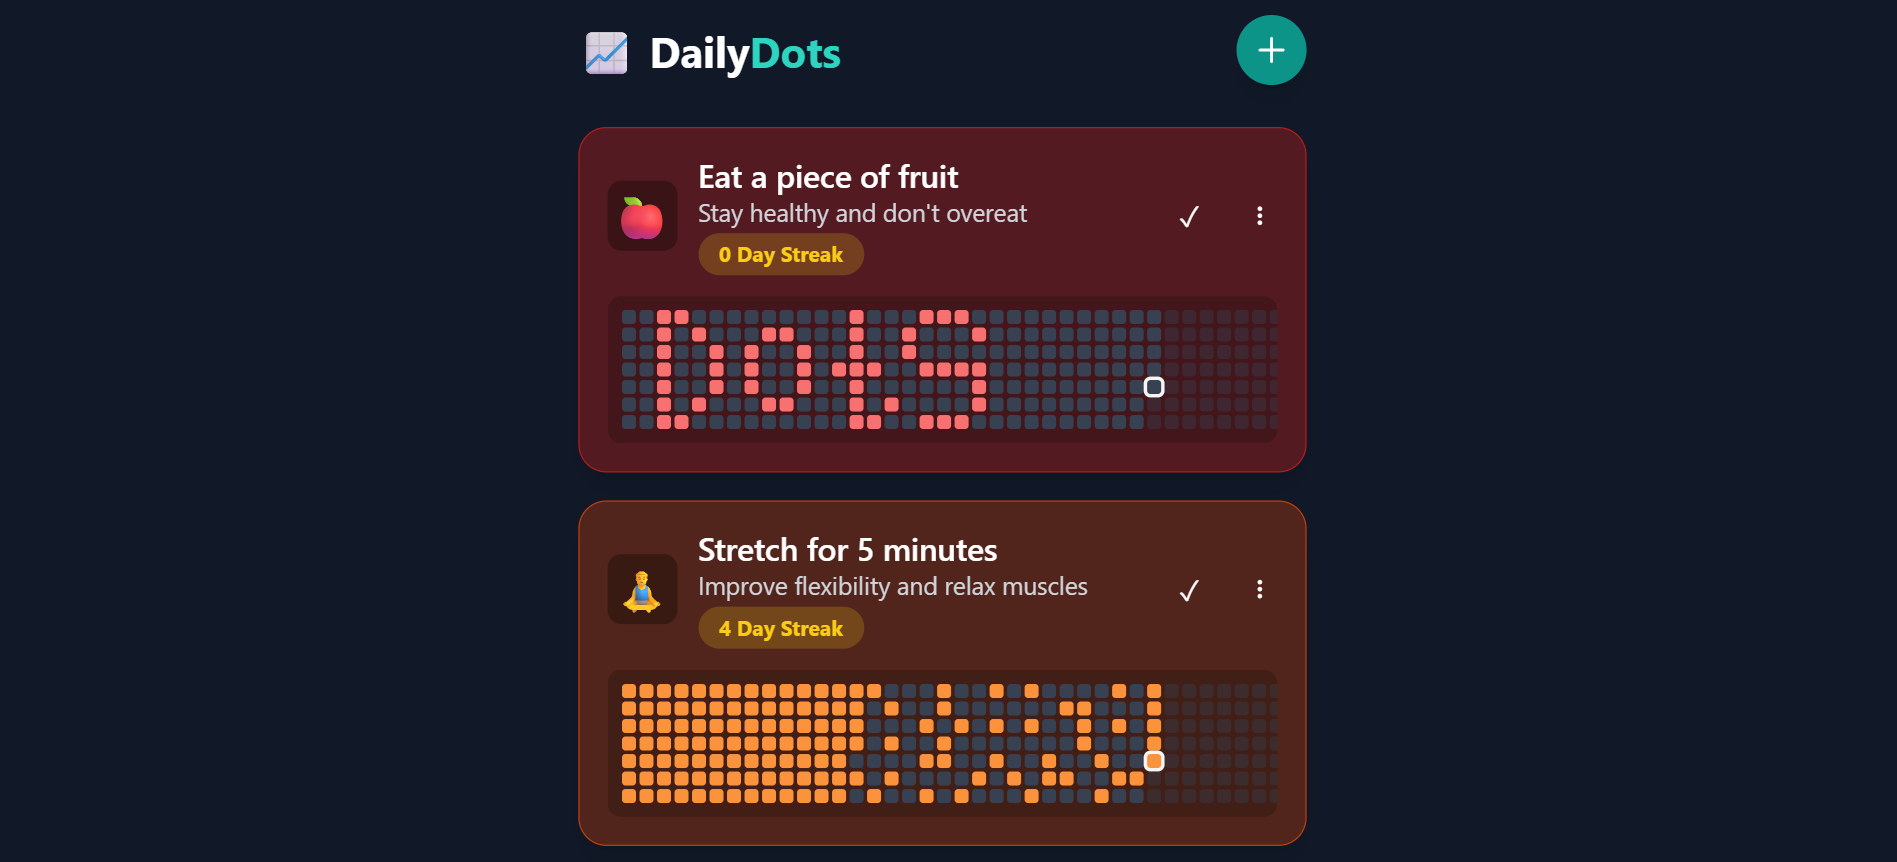 DailyDots
Eat a piece of fruit
Stay healthy and don't overeat
0 Day Streak
Dots
Stretch for 5 minutes
Improve flexibility and relax muscles
4 Day Streak